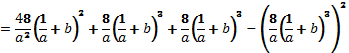 = 48/a² (1/a + b)² + 8/a (1/a + b)³ + 8/a (1/a + b)³ − (8/a (1/a + b)³)²